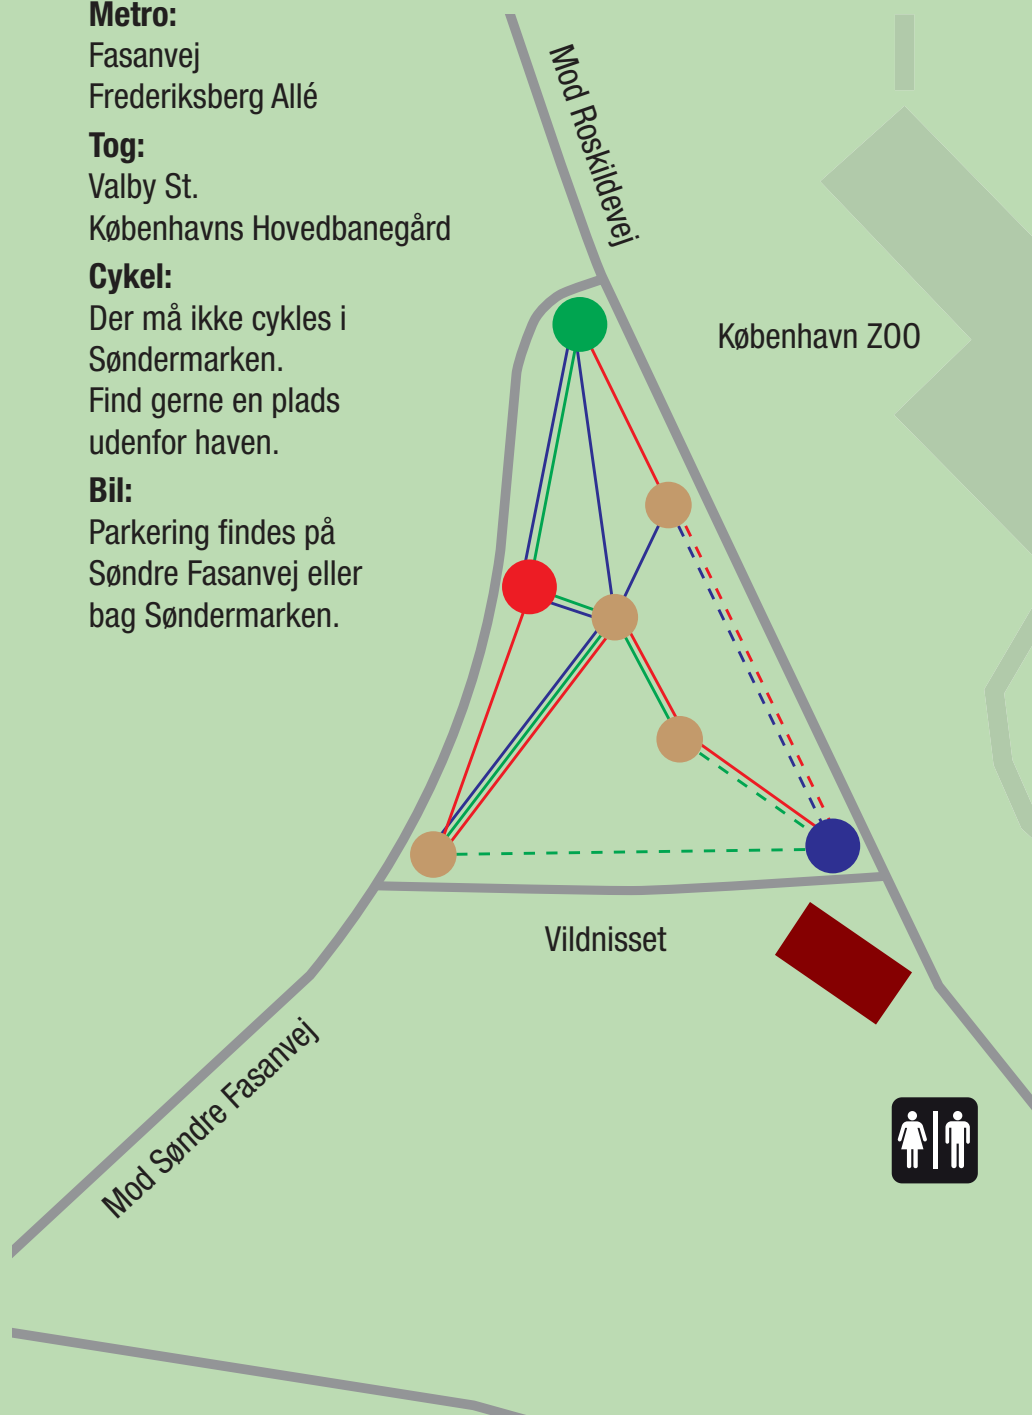 Metro:
Fasanvej
Frederiksberg Allé
Tog:
Valby St.
Københavns Hovedbanegård
Cykel:
Der må ikke cykles i
Søndermarken.
Find gerne en plads
udenfor haven.
Bil:
Parkering findes på
Søndre Fasanvej eller
bag Søndermarken.
Mod Roskildevej
København ZOO
Vildnisset
Mod Søndre Fasanvej